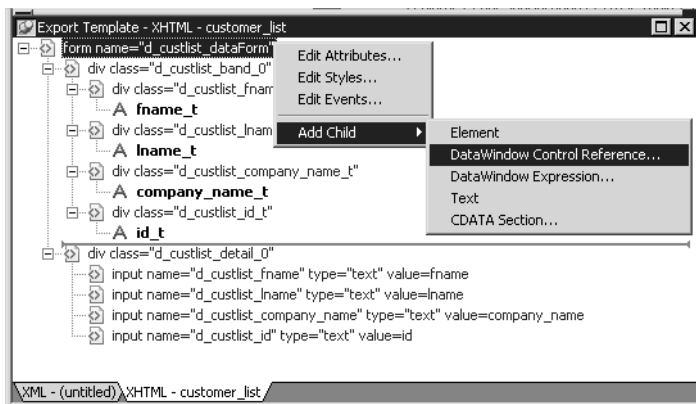 Export Template - XHTML - customer_list
form name="d_custlist_dataForm"
div class="d_custlist_band_0"
div class="d_custlist_fnam
fname_t
div class="d_custlist_lnam
lname_t
div class="d_custlist_company_name_t"
company_name_t
div class="d_custlist_id_t"
id_t
div class="d_custlist_detail_0"
input name="d_custlist_fname" type="text" value=fname
input name="d_custlist_lname" type="text" value=lname
input name="d_custlist_company_name" type="text" value=company_name
input name="d_custlist_id" type="text" value=id
Edit Attributes...
Edit Styles...
Edit Events...
Add Child
Element
DataWindow Control Reference...
DataWindow Expression...
Text
CDATA Section...
XML - (untitled)
XHTML - customer_list